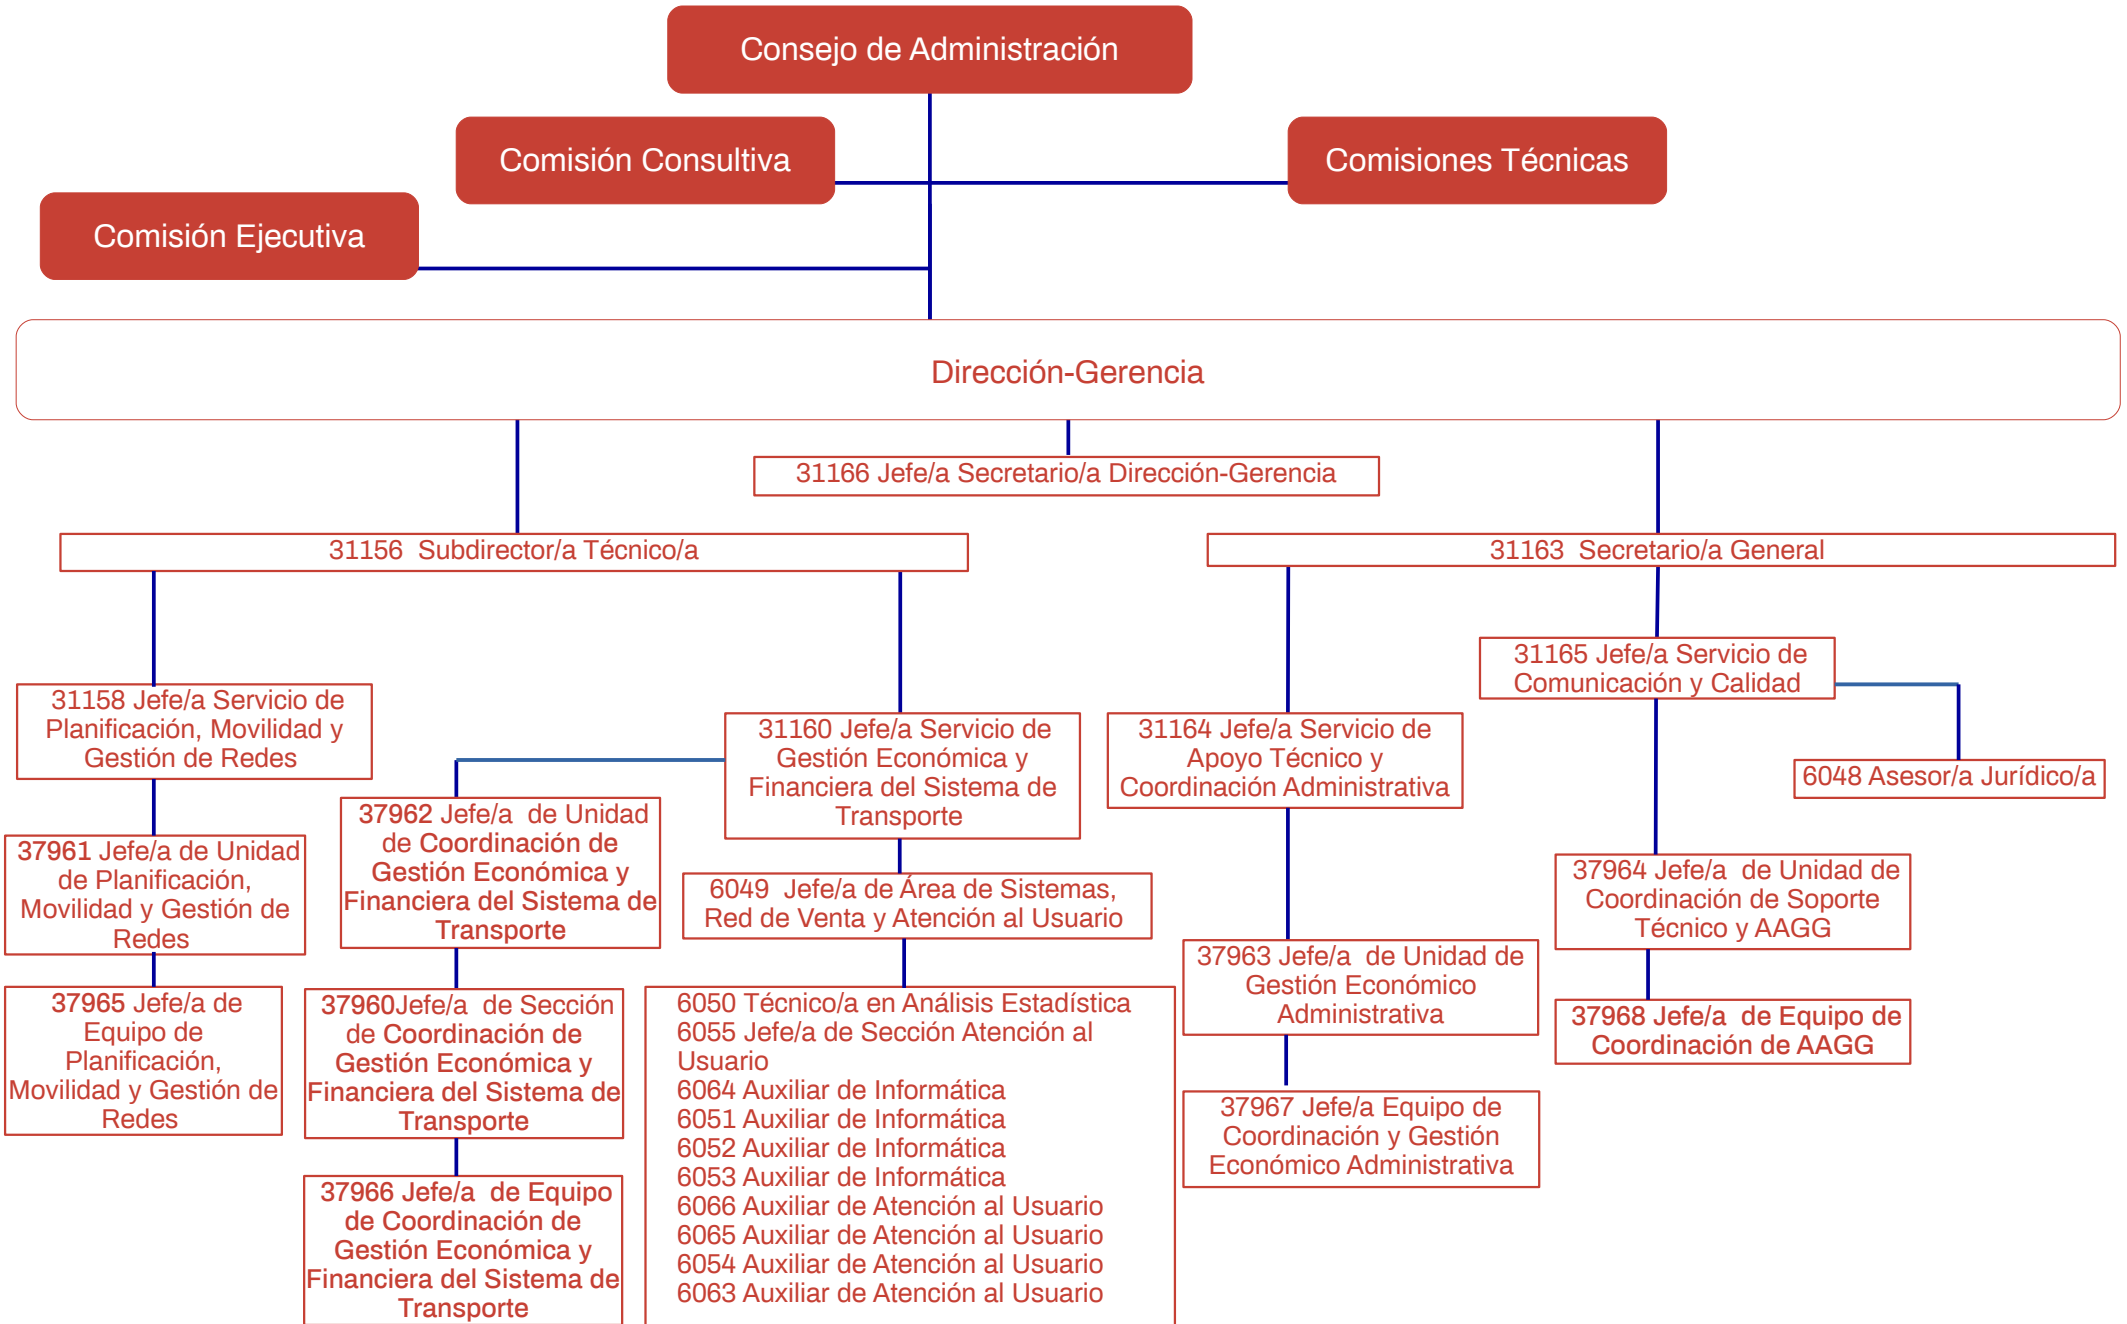 Consejo de Administración
Comisión Consultiva
Comisiones Técnicas
Comisión Ejecutiva
Dirección-Gerencia
31166 Jefe/a Secretario/a Dirección-Gerencia
31156  Subdirector/a Técnico/a
31163  Secretario/a General
31158 Jefe/a Servicio de
Planificación, Movilidad y
Gestión de Redes
37961 Jefe/a de Unidad
de Planificación,
Movilidad y Gestión de
Redes
37965 Jefe/a de
Equipo de
Planificación,
Movilidad y Gestión de
Redes
31160 Jefe/a Servicio de
Gestión Económica y
Financiera del Sistema de
Transporte
37962 Jefe/a  de Unidad
de Coordinación de
Gestión Económica y
Financiera del Sistema de
Transporte
37960Jefe/a  de Sección
de Coordinación de
Gestión Económica y
Financiera del Sistema de
Transporte
37966 Jefe/a  de Equipo
de Coordinación de
Gestión Económica y
Financiera del Sistema de
Transporte
6049  Jefe/a de Área de Sistemas,
Red de Venta y Atención al Usuario
6050 Técnico/a en Análisis Estadística
6055 Jefe/a de Sección Atención al
Usuario
6064 Auxiliar de Informática
6051 Auxiliar de Informática
6052 Auxiliar de Informática
6053 Auxiliar de Informática
6066 Auxiliar de Atención al Usuario
6065 Auxiliar de Atención al Usuario
6054 Auxiliar de Atención al Usuario
6063 Auxiliar de Atención al Usuario
31164 Jefe/a Servicio de
Apoyo Técnico y
Coordinación Administrativa
37963 Jefe/a  de Unidad de
Gestión Económico
Administrativa
37967 Jefe/a Equipo de
Coordinación y Gestión
Económico Administrativa
31165 Jefe/a Servicio de
Comunicación y Calidad
6048 Asesor/a Jurídico/a
37964 Jefe/a  de Unidad de
Coordinación de Soporte
Técnico y AAGG
37968 Jefe/a  de Equipo de
Coordinación de AAGG